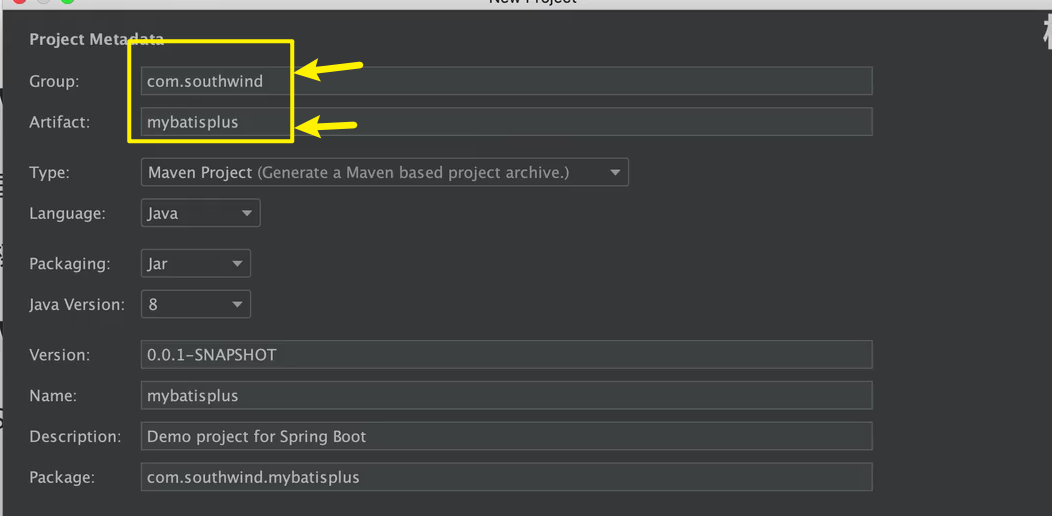 New Project
Project Metadata
Group: com.southwind
Artifact: mybatisplus
Type: Maven Project (Generate a Maven based project archive.)
Language: Java
Packaging: Jar
Java Version: 8
Version: 0.0.1-SNAPSHOT
Name: mybatisplus
Description: Demo project for Spring Boot
Package: com.southwind.mybatisplus